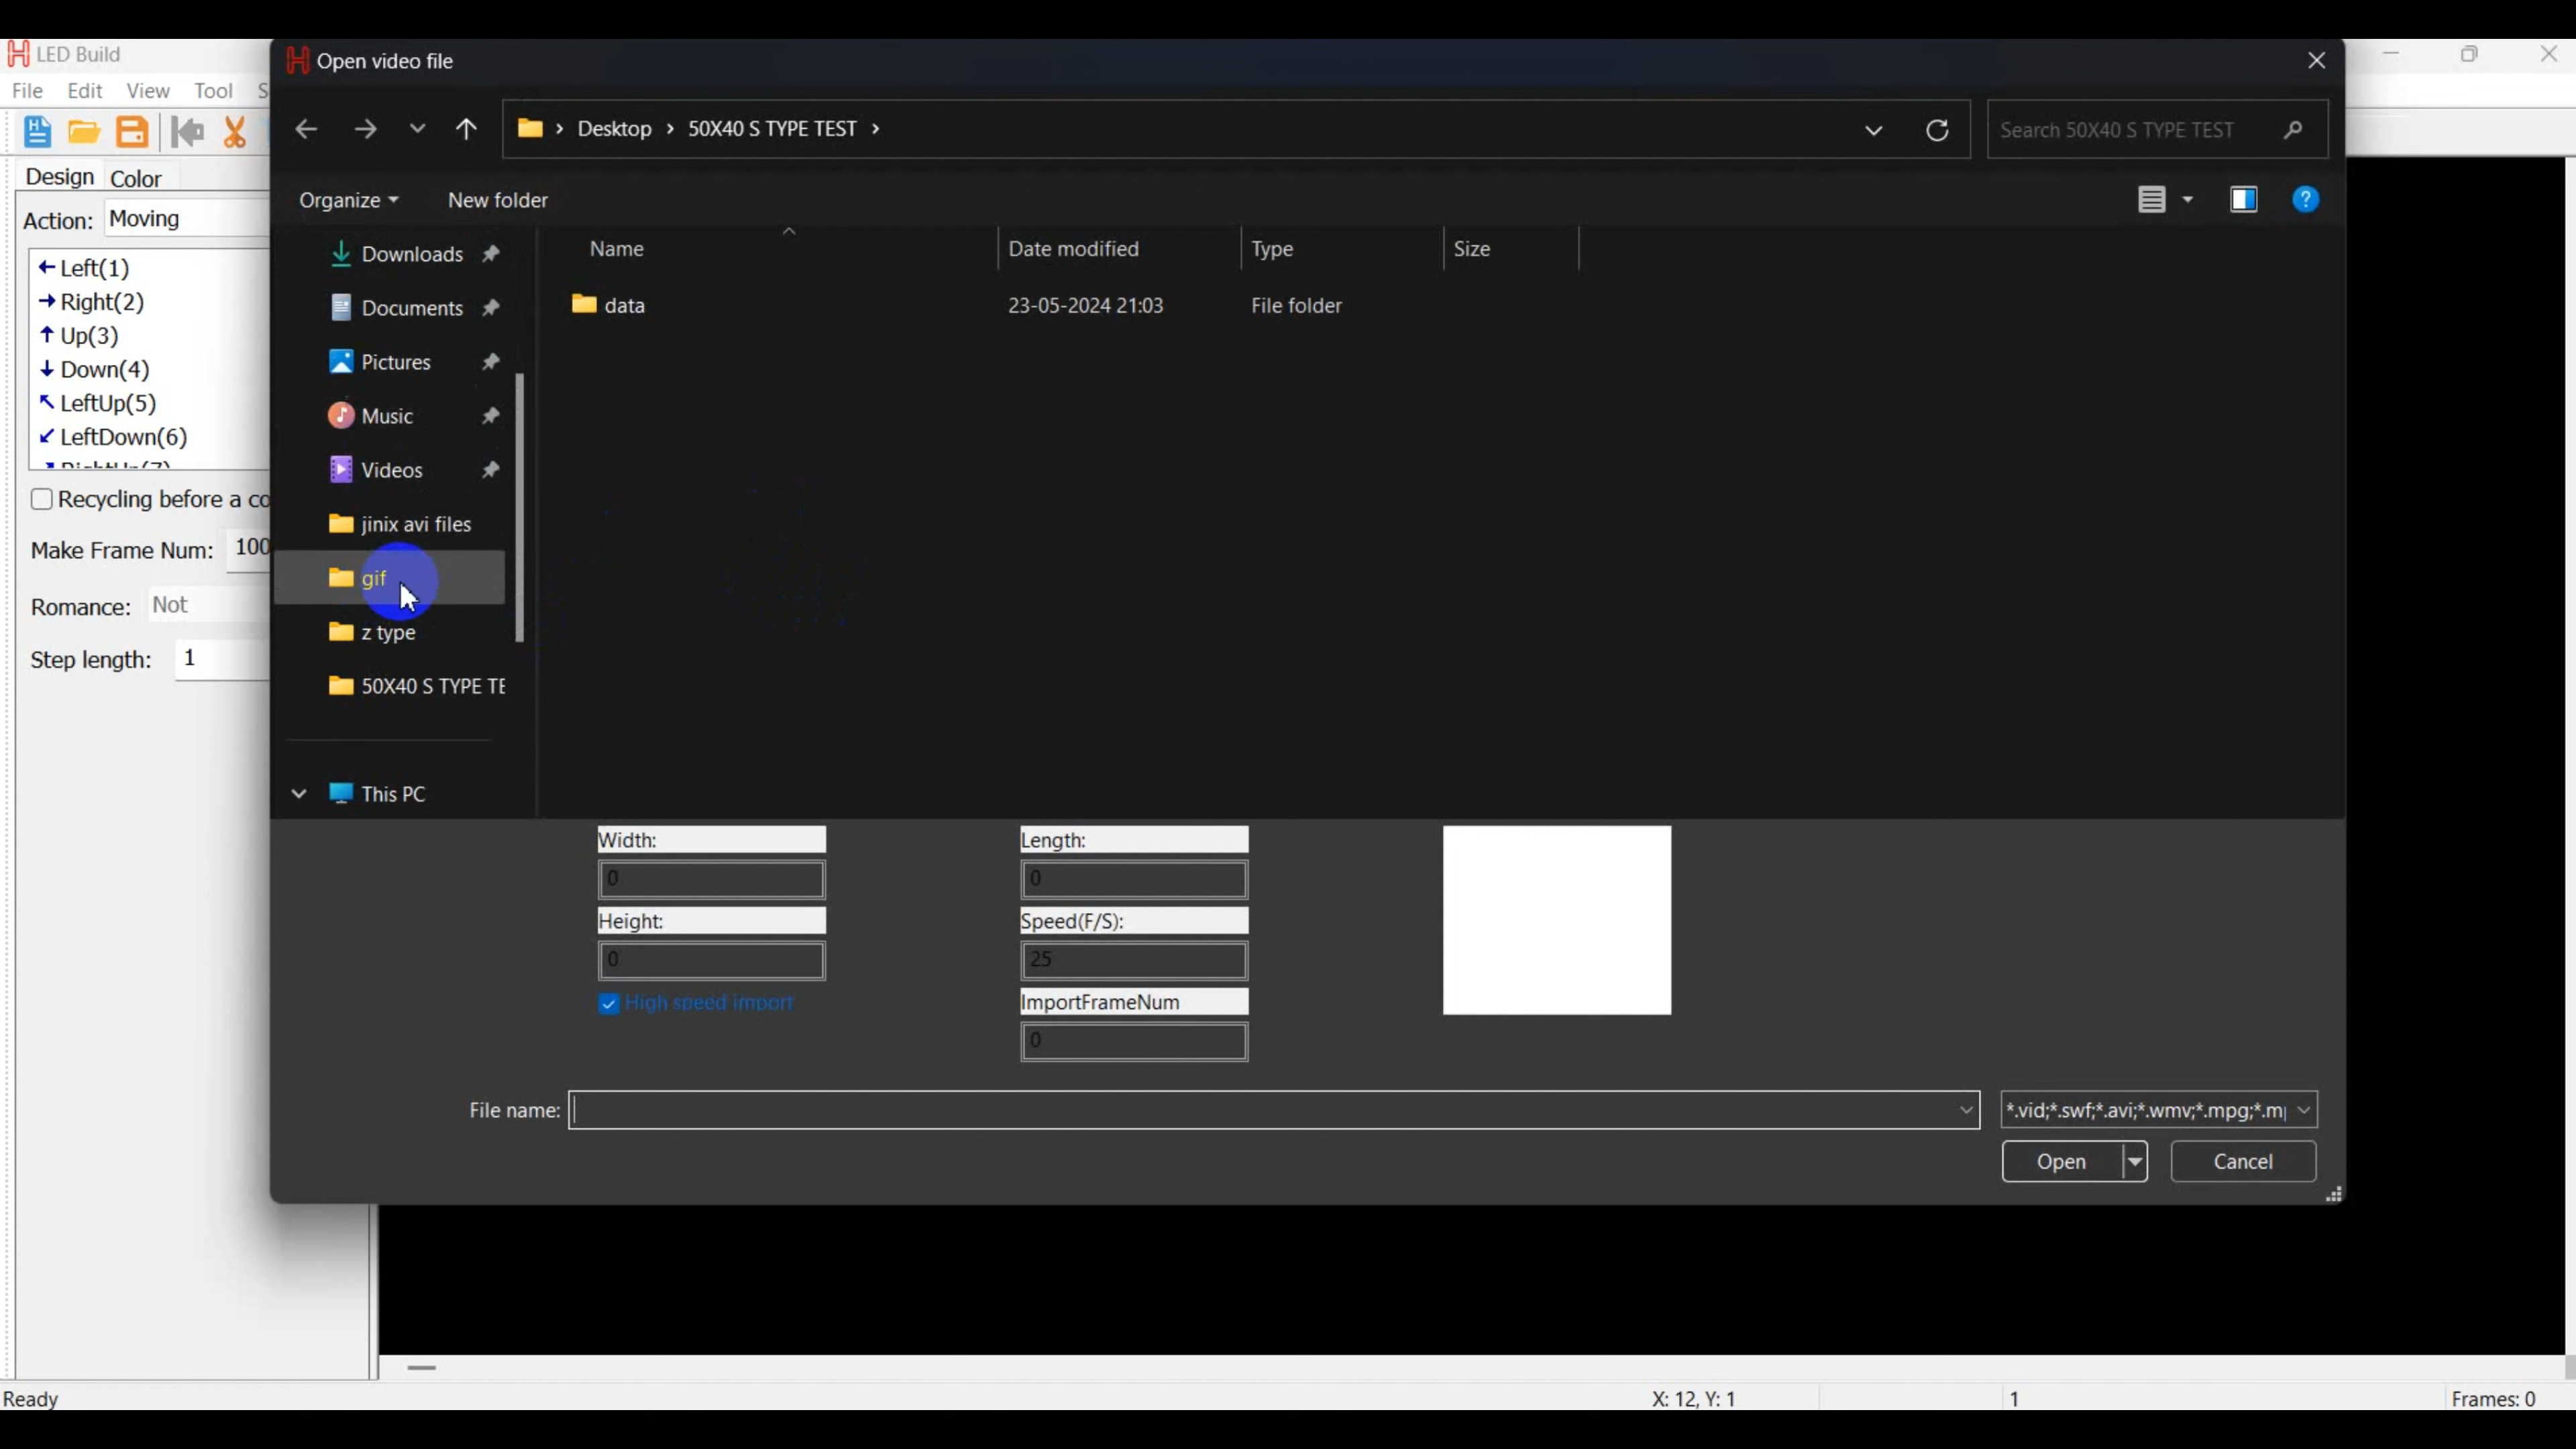 LED Build
Open video file
File Edit View Tool S
Desktop > 50X40 S TYPE TEST >
Search 50X40 S TYPE TEST
Design Color
Organize New folder
Action: Moving
Left(1)
Right(2)
Up(3)
Down(4)
LeftUp(5)
LeftDown(6)
Recycling before a co
Make Frame Num: 100
Romance: Not
Step length: 1
Downloads
Documents
Pictures
Music
Videos
jinix avi files
gif
z type
50X40 S TYPE TE
This PC
Name Date modified Type Size
data 23-05-2024 21:03 File folder
Width:
0
Height:
0
High speed import
Length:
0
Speed(F/S):
25
ImportFrameNum
0
File name:
*.vid;*.swf;*.avi;*.wmv;*.mpg;*.m
Open Cancel
Ready X: 12, Y: 1 1 Frames: 0